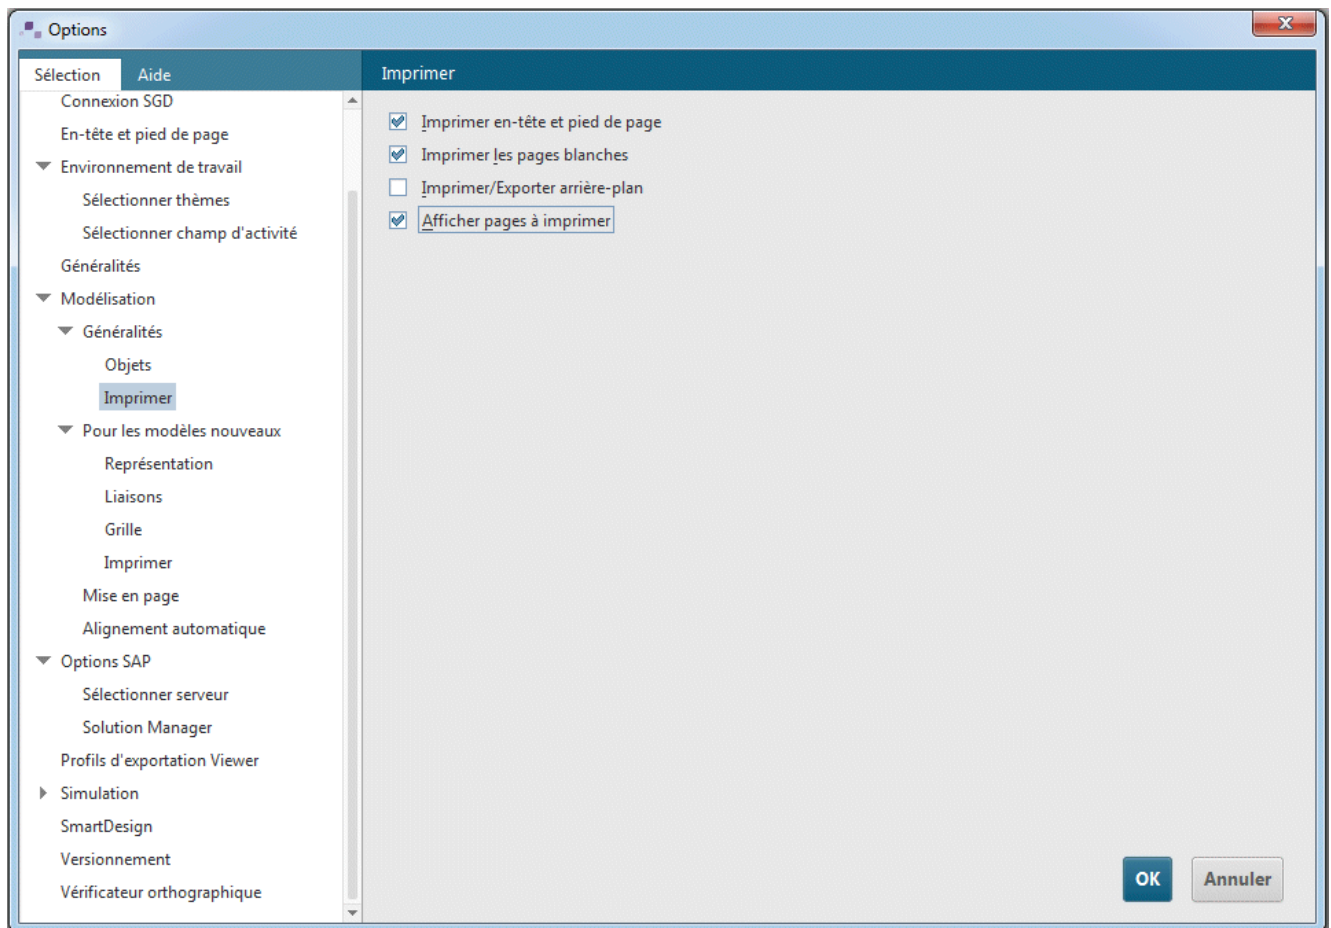 Options
Sélection Aide
Imprimer
Connexion SGD
En-tête et pied de page
Environnement de travail
Sélectionner thèmes
Sélectionner champ d'activité
Généralités
Modélisation
Généralités
Objets
Imprimer
Pour les modèles nouveaux
Représentation
Liaisons
Grille
Imprimer
Mise en page
Alignement automatique
Options SAP
Sélectionner serveur
Solution Manager
Profils d'exportation Viewer
Simulation
SmartDesign
Versionnement
Vérificateur orthographique
Imprimer en-tête et pied de page
Imprimer les pages blanches
Imprimer/Exporter arrière-plan
Afficher pages à imprimer
OK Annuler